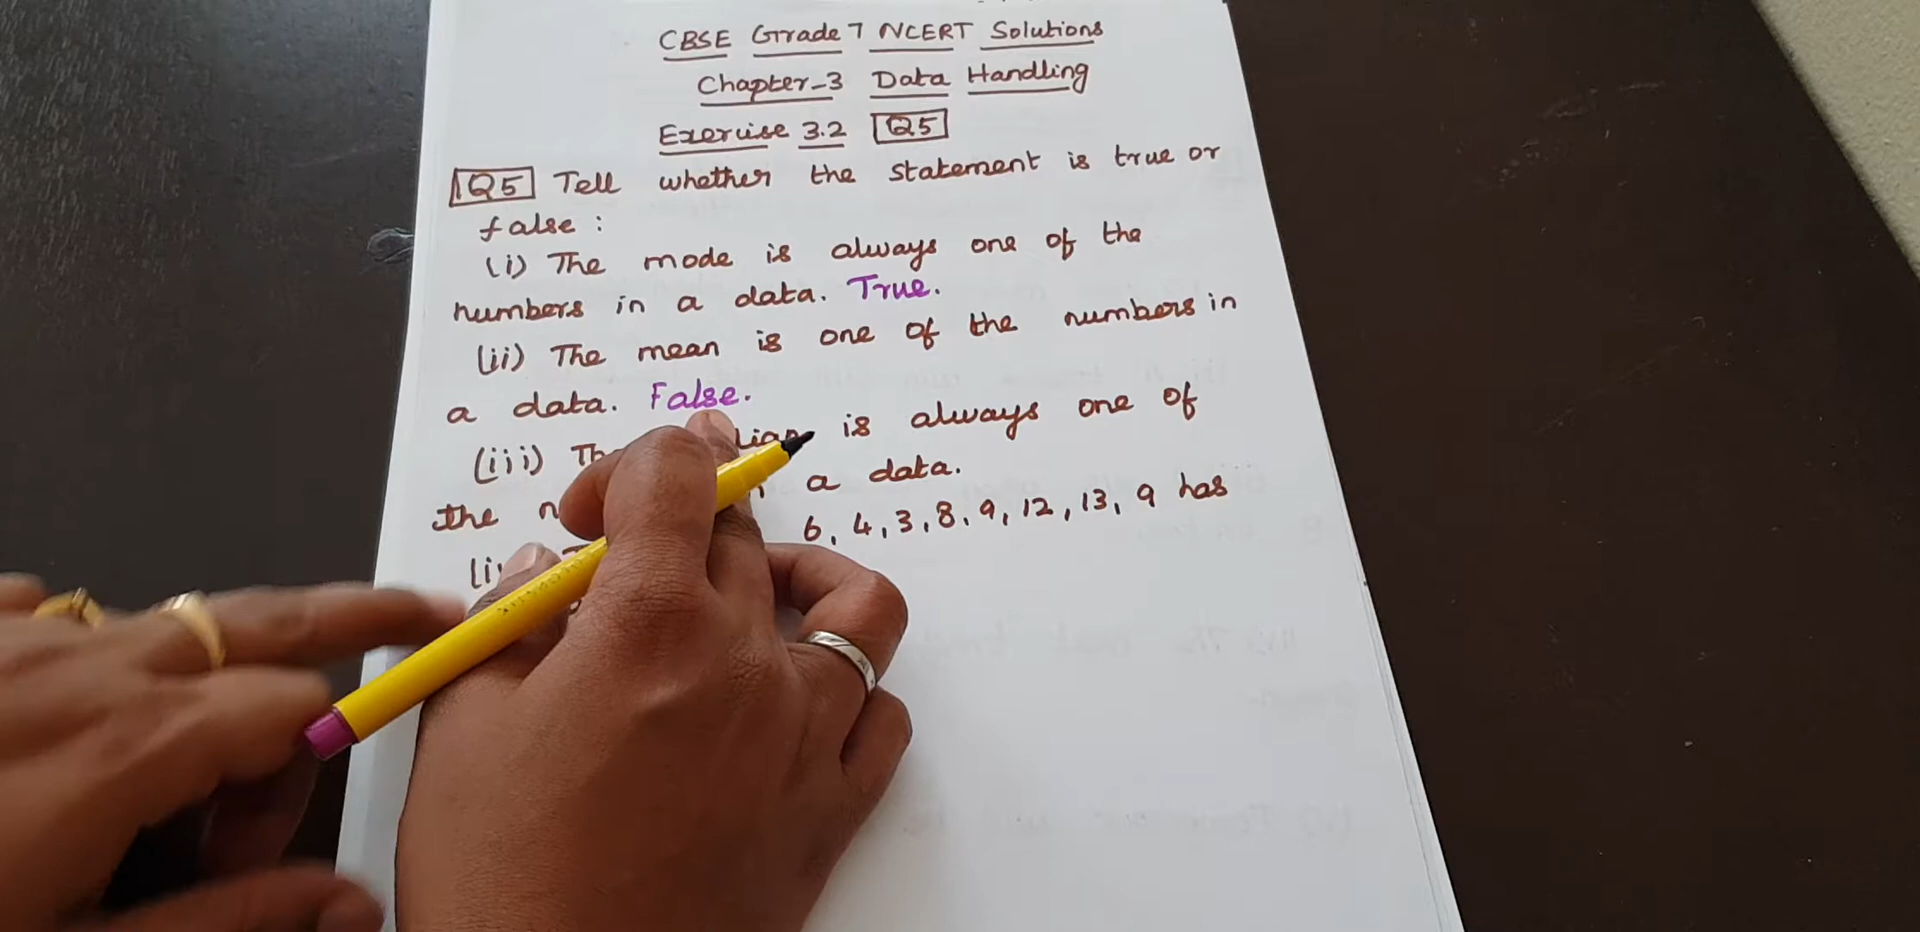 CBSE Grade 7 NCERT Solutions
Chapter-3 Data Handling
Exercise 3.2 Q5
Q5 Tell whether the statement is true or
false :
(i) The mode is always one of the
numbers in a data. True.
(ii) The mean is one of the numbers in
a data. False.
(iii) is always one of
the a data.
6, 4, 3, 8, 9, 12, 13, 9 has